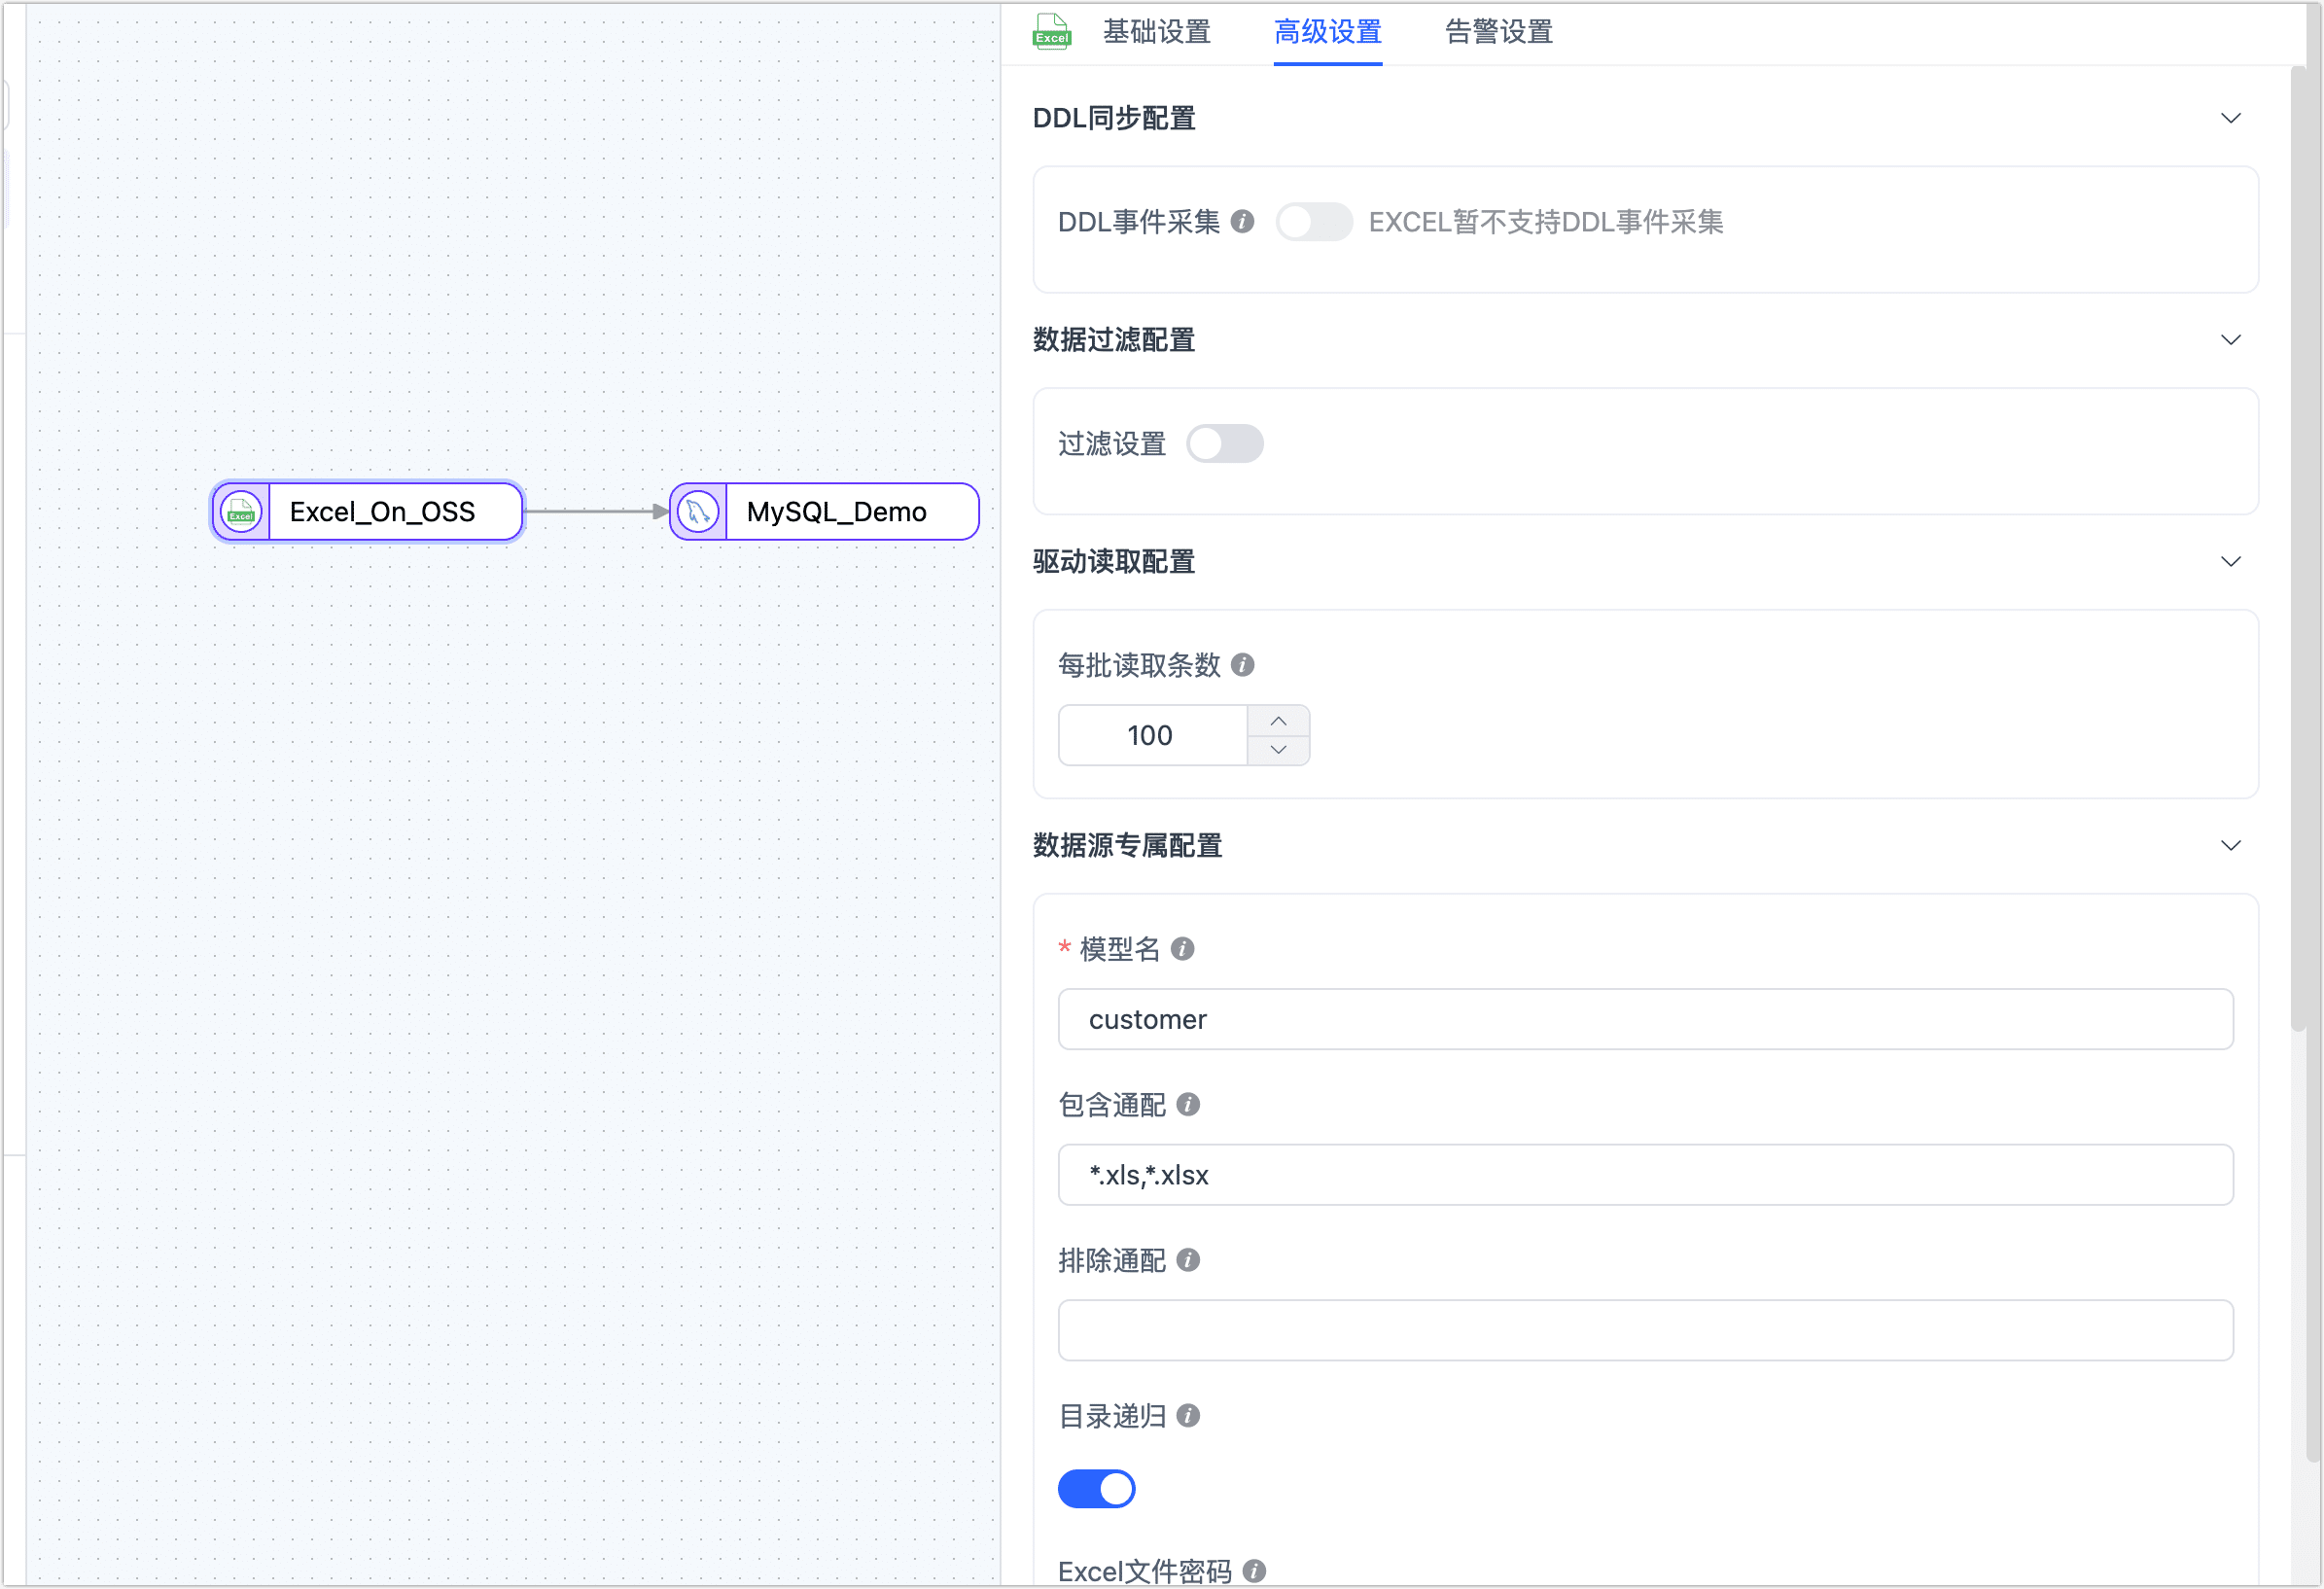 Excel
基础设置
高级设置
告警设置
DDL同步配置
DDL事件采集
EXCEL暂不支持DDL事件采集
数据过滤配置
过滤设置
Excel
Excel_On_OSS
MySQL_Demo
驱动读取配置
每批读取条数
100
数据源专属配置
* 模型名
customer
包含通配
*.xls,*.xlsx
排除通配
目录递归
Excel文件密码